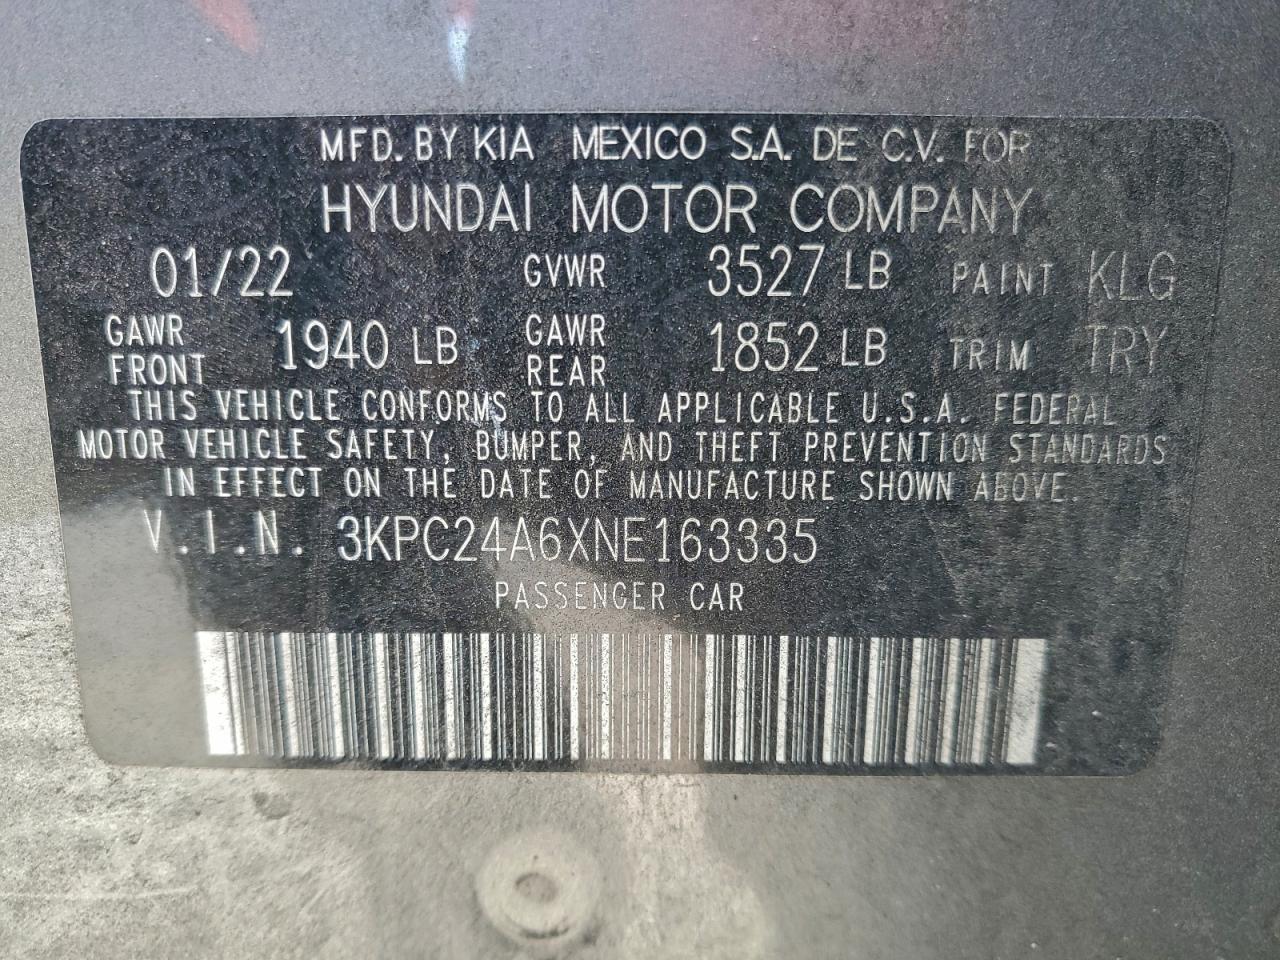 MFD. BY KIA MEXICO S.A. DE C.V. FOR
HYUNDAI MOTOR COMPANY
01/22 GVWR 3527 LB PAINT KLG
GAWR FRONT 1940 LB GAWR REAR 1852 LB TRIM TRY
THIS VEHICLE CONFORMS TO ALL APPLICABLE U.S.A. FEDERAL
MOTOR VEHICLE SAFETY, BUMPER, AND THEFT PREVENTION STANDARDS
IN EFFECT ON THE DATE OF MANUFACTURE SHOWN ABOVE.
V.I.N. 3KPC24A6XNE163335
PASSENGER CAR